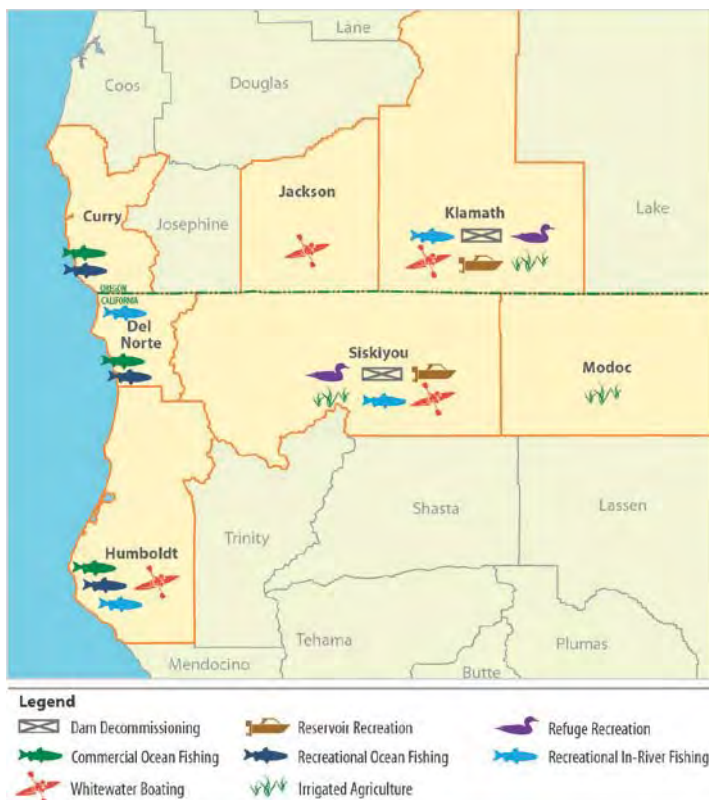 Lane
Coos
Douglas
Curry
Josephine
Jackson
Klamath
Lake
OREGON
CALIFORNIA
Del
Norte
Siskiyou
Modoc
Humboldt
Trinity
Shasta
Lassen
Mendocino
Tehama
Butte
Plumas
Legend
Dam Decommissioning
Reservoir Recreation
Refuge Recreation
Commercial Ocean Fishing
Recreational Ocean Fishing
Recreational In-River Fishing
Whitewater Boating
Irrigated Agriculture